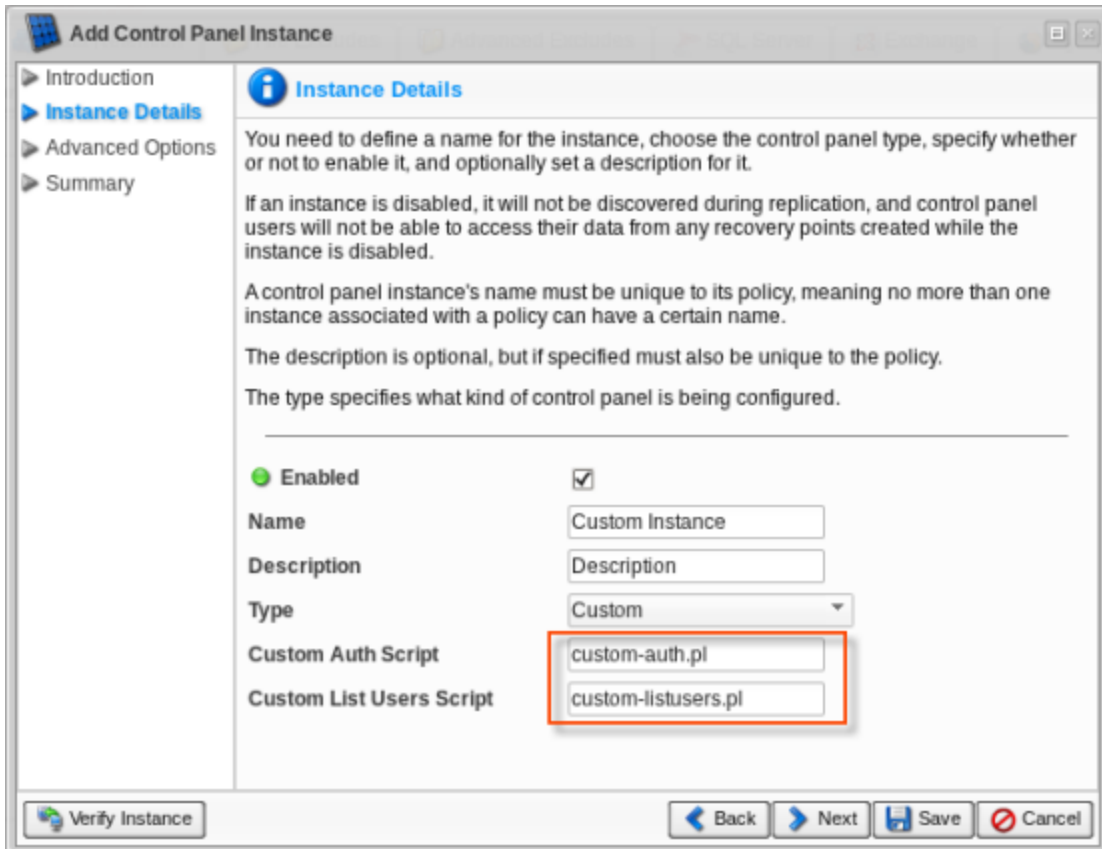 Add Control Panel Instance
Introduction
Instance Details
Advanced Options
Summary
Instance Details
You need to define a name for the instance, choose the control panel type, specify whether
or not to enable it, and optionally set a description for it.
If an instance is disabled, it will not be discovered during replication, and control panel
users will not be able to access their data from any recovery points created while the
instance is disabled.
A control panel instance's name must be unique to its policy, meaning no more than one
instance associated with a policy can have a certain name.
The description is optional, but if specified must also be unique to the policy.
The type specifies what kind of control panel is being configured.
Enabled
Name Custom Instance
Description Description
Type Custom
Custom Auth Script custom-auth.pl
Custom List Users Script custom-listusers.pl
Verify Instance Back Next Save Cancel